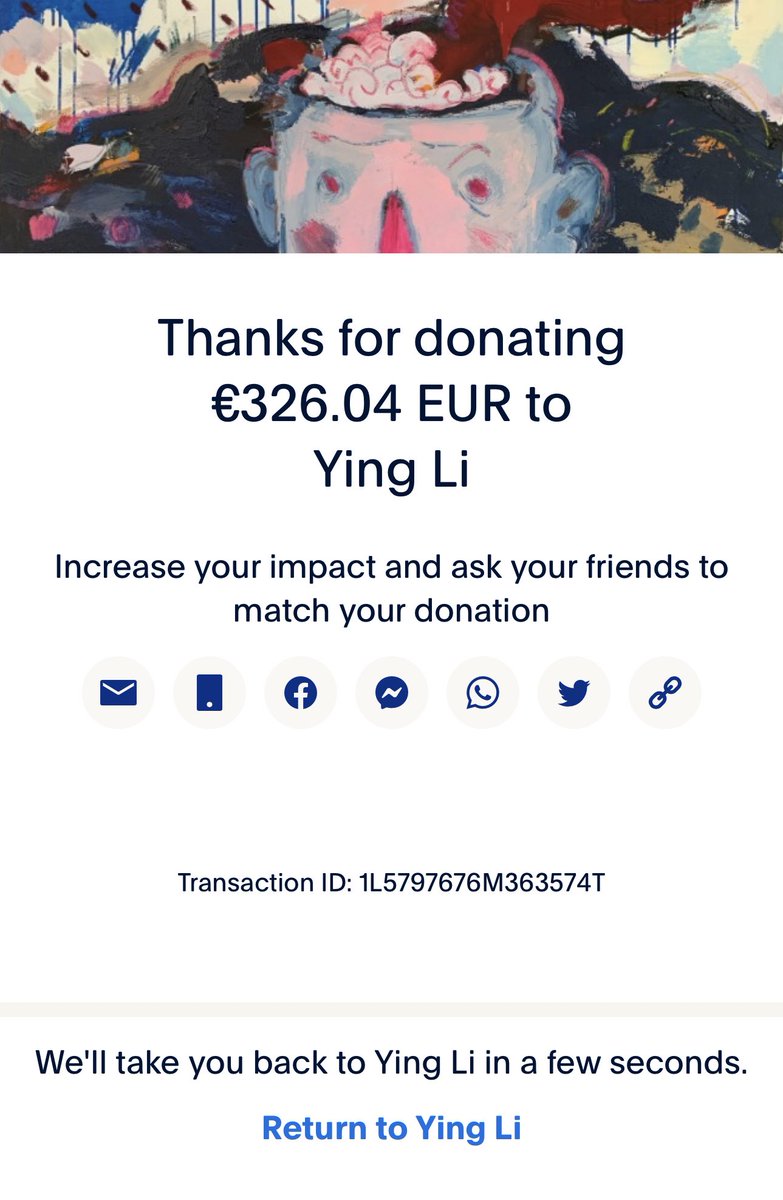 Thanks for donating
€326.04 EUR to
Ying Li
Increase your impact and ask your friends to
match your donation
Transaction ID: 1L5797676M363574T
We'll take you back to Ying Li in a few seconds.
Return to Ying Li